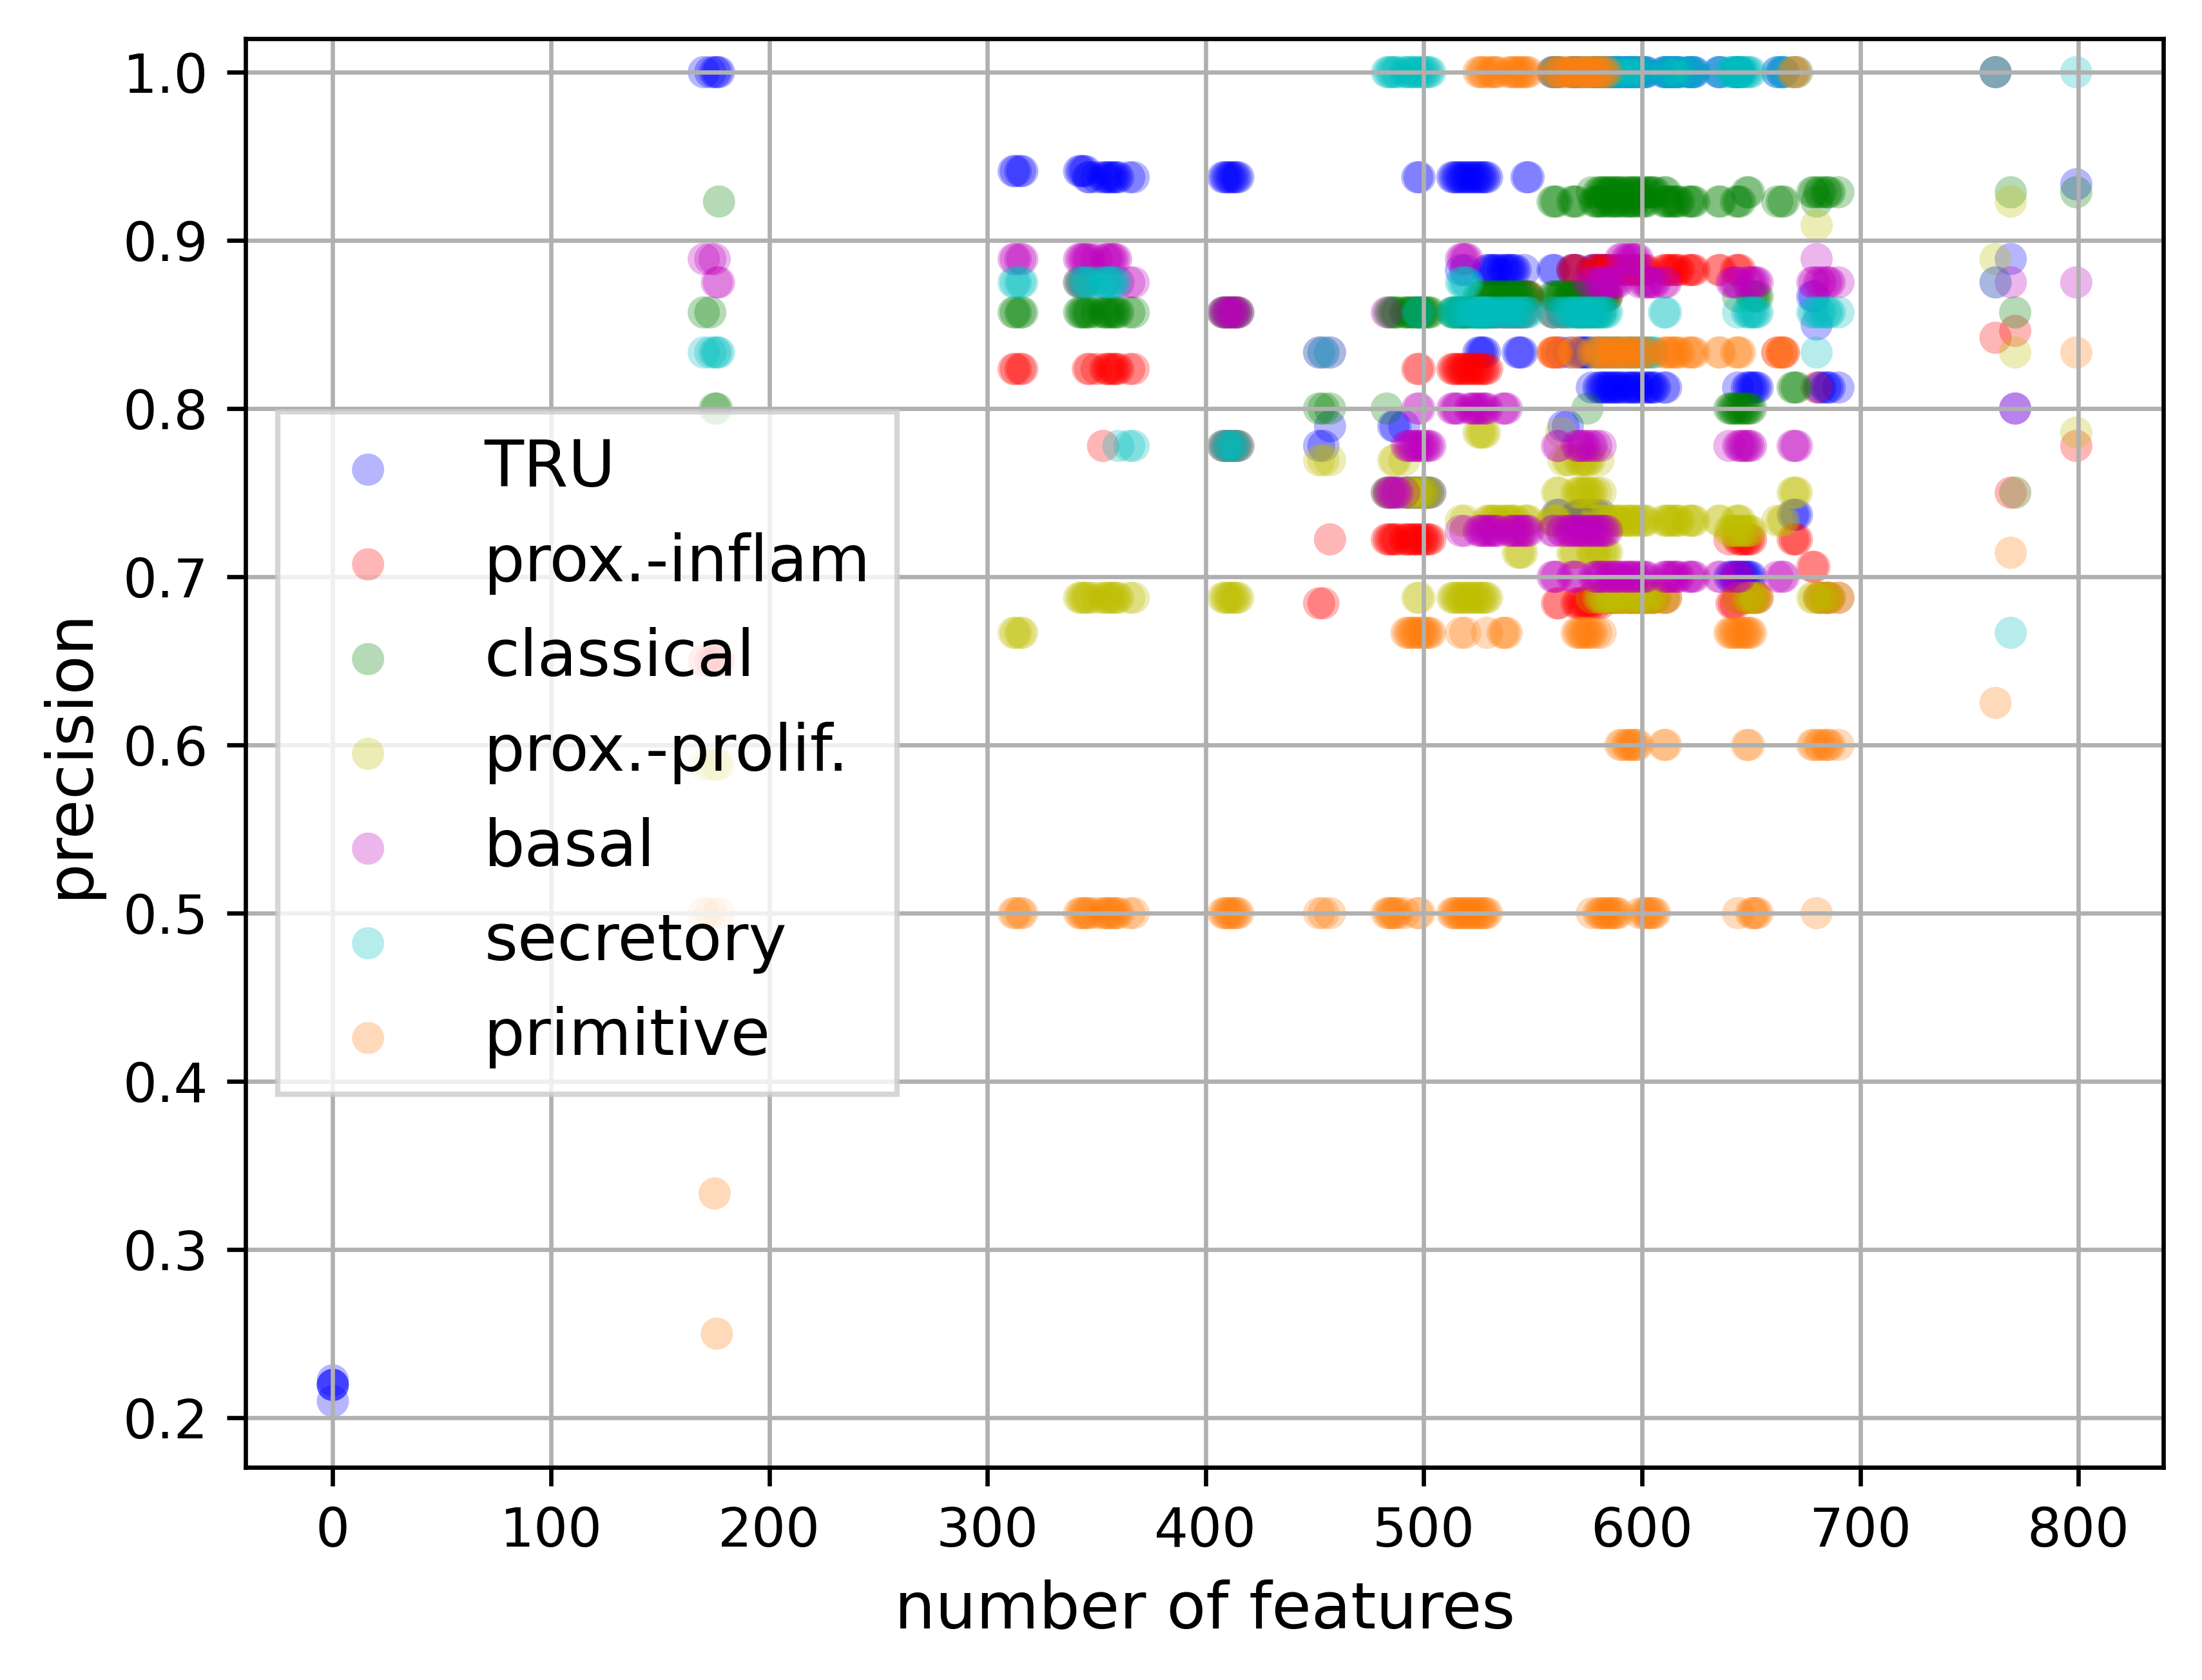 1.0
0.9
0.8
0.7
0.6
0.5
0.4
0.3
0.2
precision
TRU
prox.-inflam
classical
prox.-prolif.
basal
secretory
primitive
0 100 200 300 400 500 600 700 800
number of features